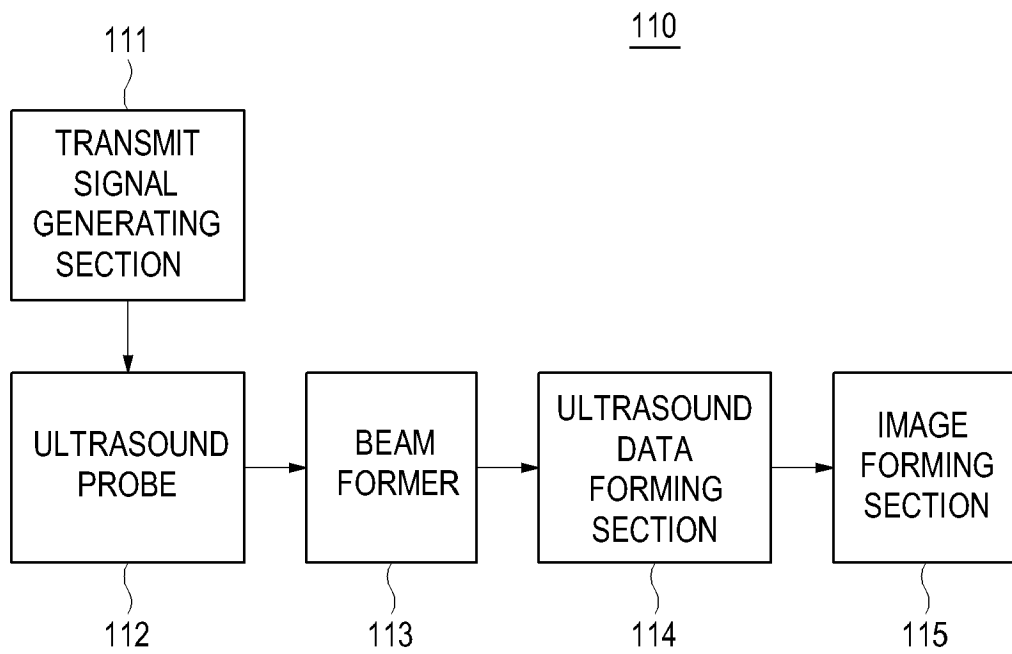 111
110
TRANSMIT
SIGNAL
GENERATING
SECTION
ULTRASOUND
PROBE
BEAM
FORMER
ULTRASOUND
DATA
FORMING
SECTION
IMAGE
FORMING
SECTION
112
113
114
115